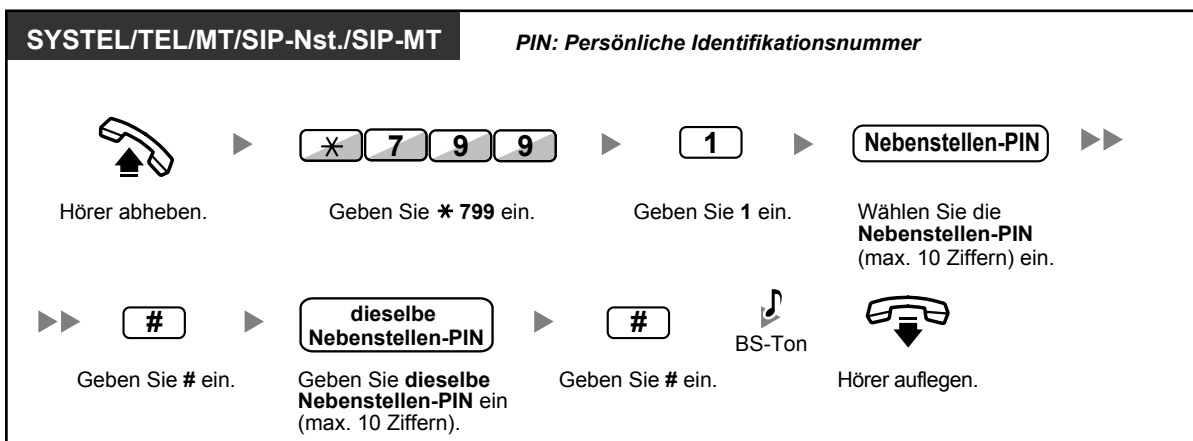 SYSTEL/TEL/MT/SIP-Nst./SIP-MT
PIN: Persönliche Identifikationsnummer
* 7 9 9
1
Nebenstellen-PIN
Hörer abheben.
Geben Sie * 799 ein.
Geben Sie 1 ein.
Wählen Sie die
Nebenstellen-PIN
(max. 10 Ziffern) ein.
#
dieselbe
Nebenstellen-PIN
#
BS-Ton
Geben Sie # ein.
Geben Sie dieselbe
Nebenstellen-PIN ein
(max. 10 Ziffern).
Geben Sie # ein.
Hörer auflegen.